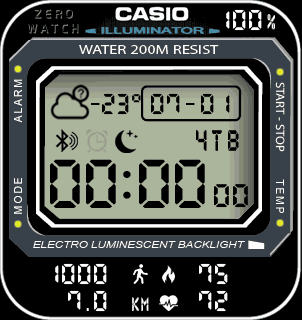 ZERO WATCH
CASIO
ILLUMINATOR
100%
WATER 200M RESIST
ALARM
START - STOP
-23° 07-01
4TB
00:00 00
MODE
TEMP
ELECTRO LUMINESCENT BACKLIGHT
1000 75
7.0 KM 72